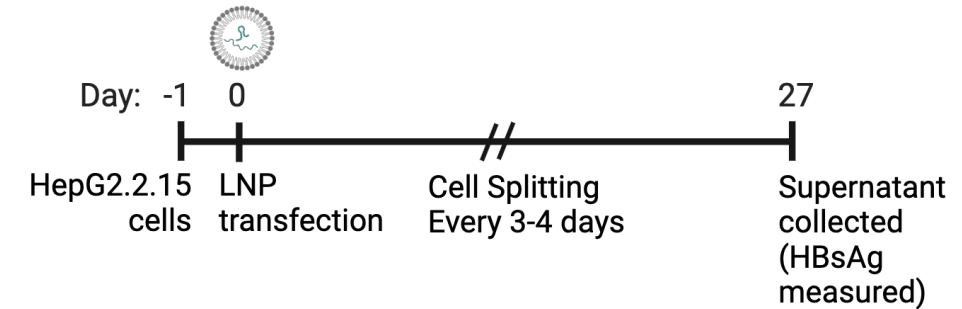 Day: -1 0 27
HepG2.2.15 LNP Cell Splitting Supernatant
cells transfection Every 3-4 days collected
(HBsAg
measured)